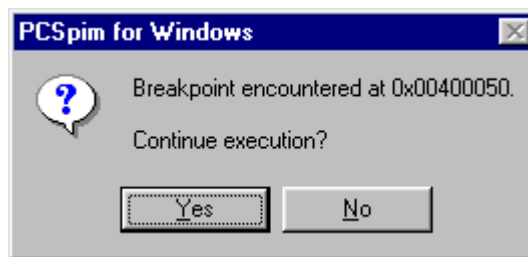 PCSpim for Windows
Breakpoint encountered at 0x00400050.
Continue execution?
Yes No